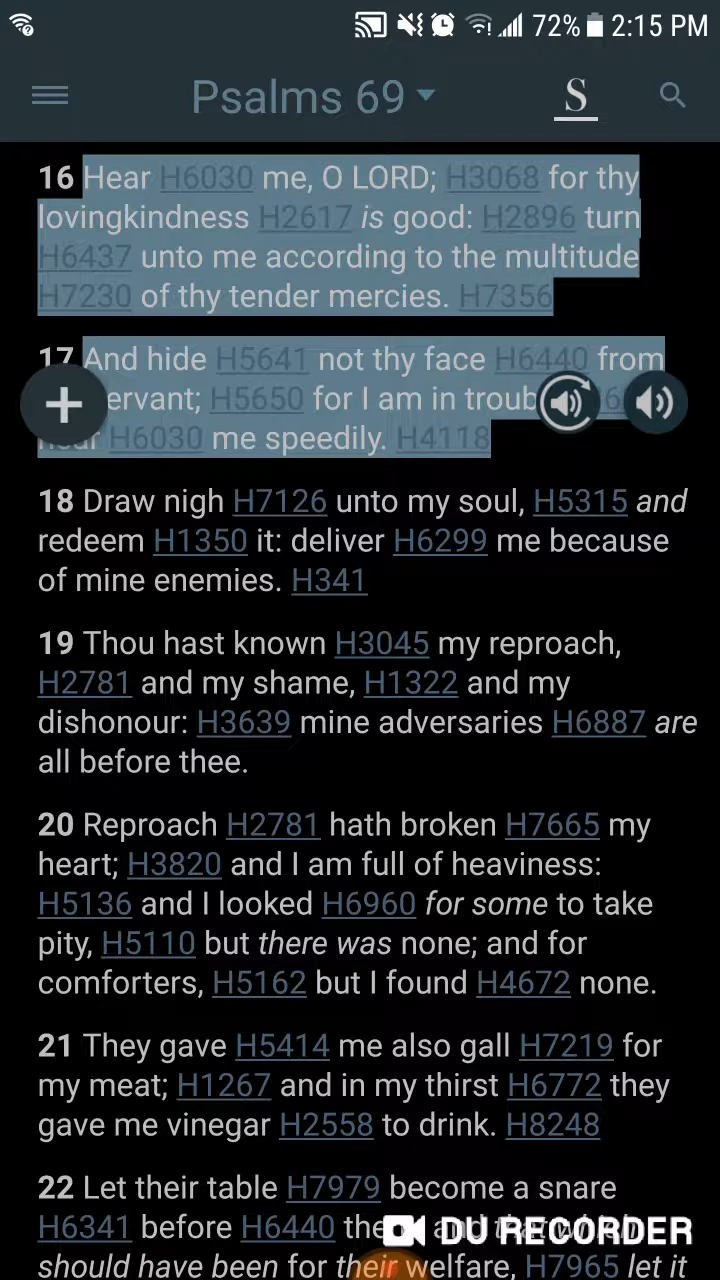 72% 2:15 PM
Psalms 69 S
16 Hear H6030 me, O LORD; H3068 for thy
lovingkindness H2617 is good: H2896 turn
H6437 unto me according to the multitude
H7230 of thy tender mercies. H7356
17 And hide H5641 not thy face H6440 from
ervant; H5650 for I am in troub
H6030 me speedily. H4118
18 Draw nigh H7126 unto my soul, H5315 and
redeem H1350 it: deliver H6299 me because
of mine enemies. H341
19 Thou hast known H3045 my reproach,
H2781 and my shame, H1322 and my
dishonour: H3639 mine adversaries H6887 are
all before thee.
20 Reproach H2781 hath broken H7665 my
heart; H3820 and I am full of heaviness:
H5136 and I looked H6960 for some to take
pity, H5110 but there was none; and for
comforters, H5162 but I found H4672 none.
21 They gave H5414 me also gall H7219 for
my meat; H1267 and in my thirst H6772 they
gave me vinegar H2558 to drink. H8248
22 Let their table H7979 become a snare
H6341 before H6440 the and that
DU RECORDER
should have been for their welfare, H7965 let it